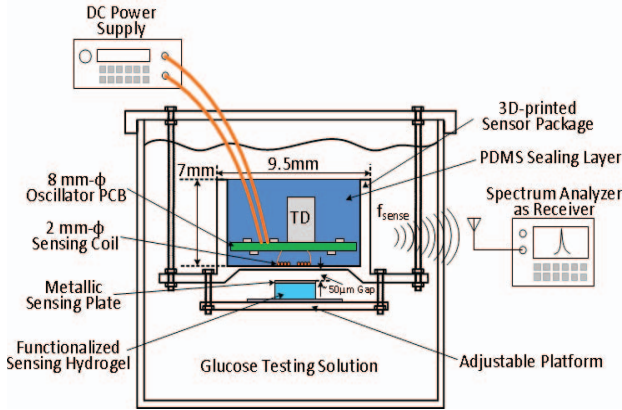 DC Power
Supply
3D-printed
Sensor Package
PDMS Sealing Layer
9.5mm
7mm
8 mm-ϕ
Oscillator PCB
TD
fsense
Spectrum Analyzer
as Receiver
2 mm-ϕ
Sensing Coil
Metallic
Sensing Plate
50μm Gap
Functionalized
Sensing Hydrogel
Glucose Testing Solution
Adjustable Platform